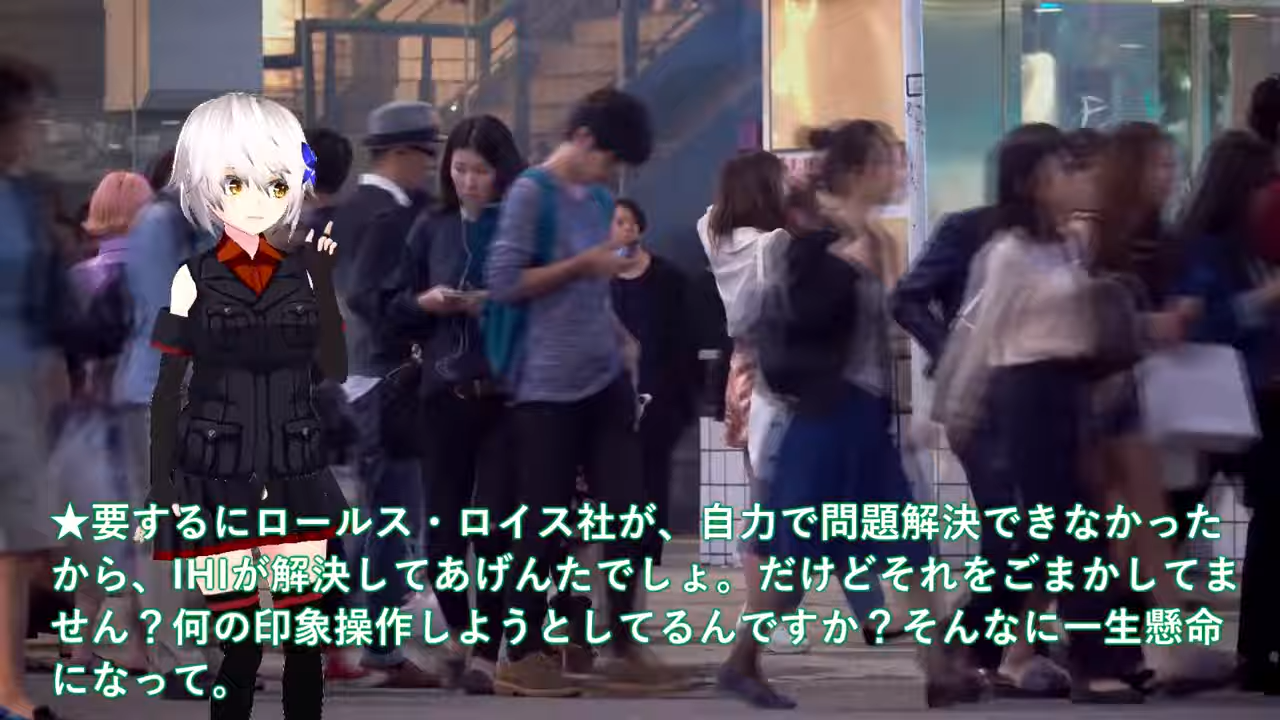 ★要するにロールス・ロイス社が、自力で問題解決できなかった
から、IHIが解決してあげんたでしょ。だけどそれをごまかしてま
せん？何の印象操作しようとしてるんですか？そんなに一生懸命
になって。